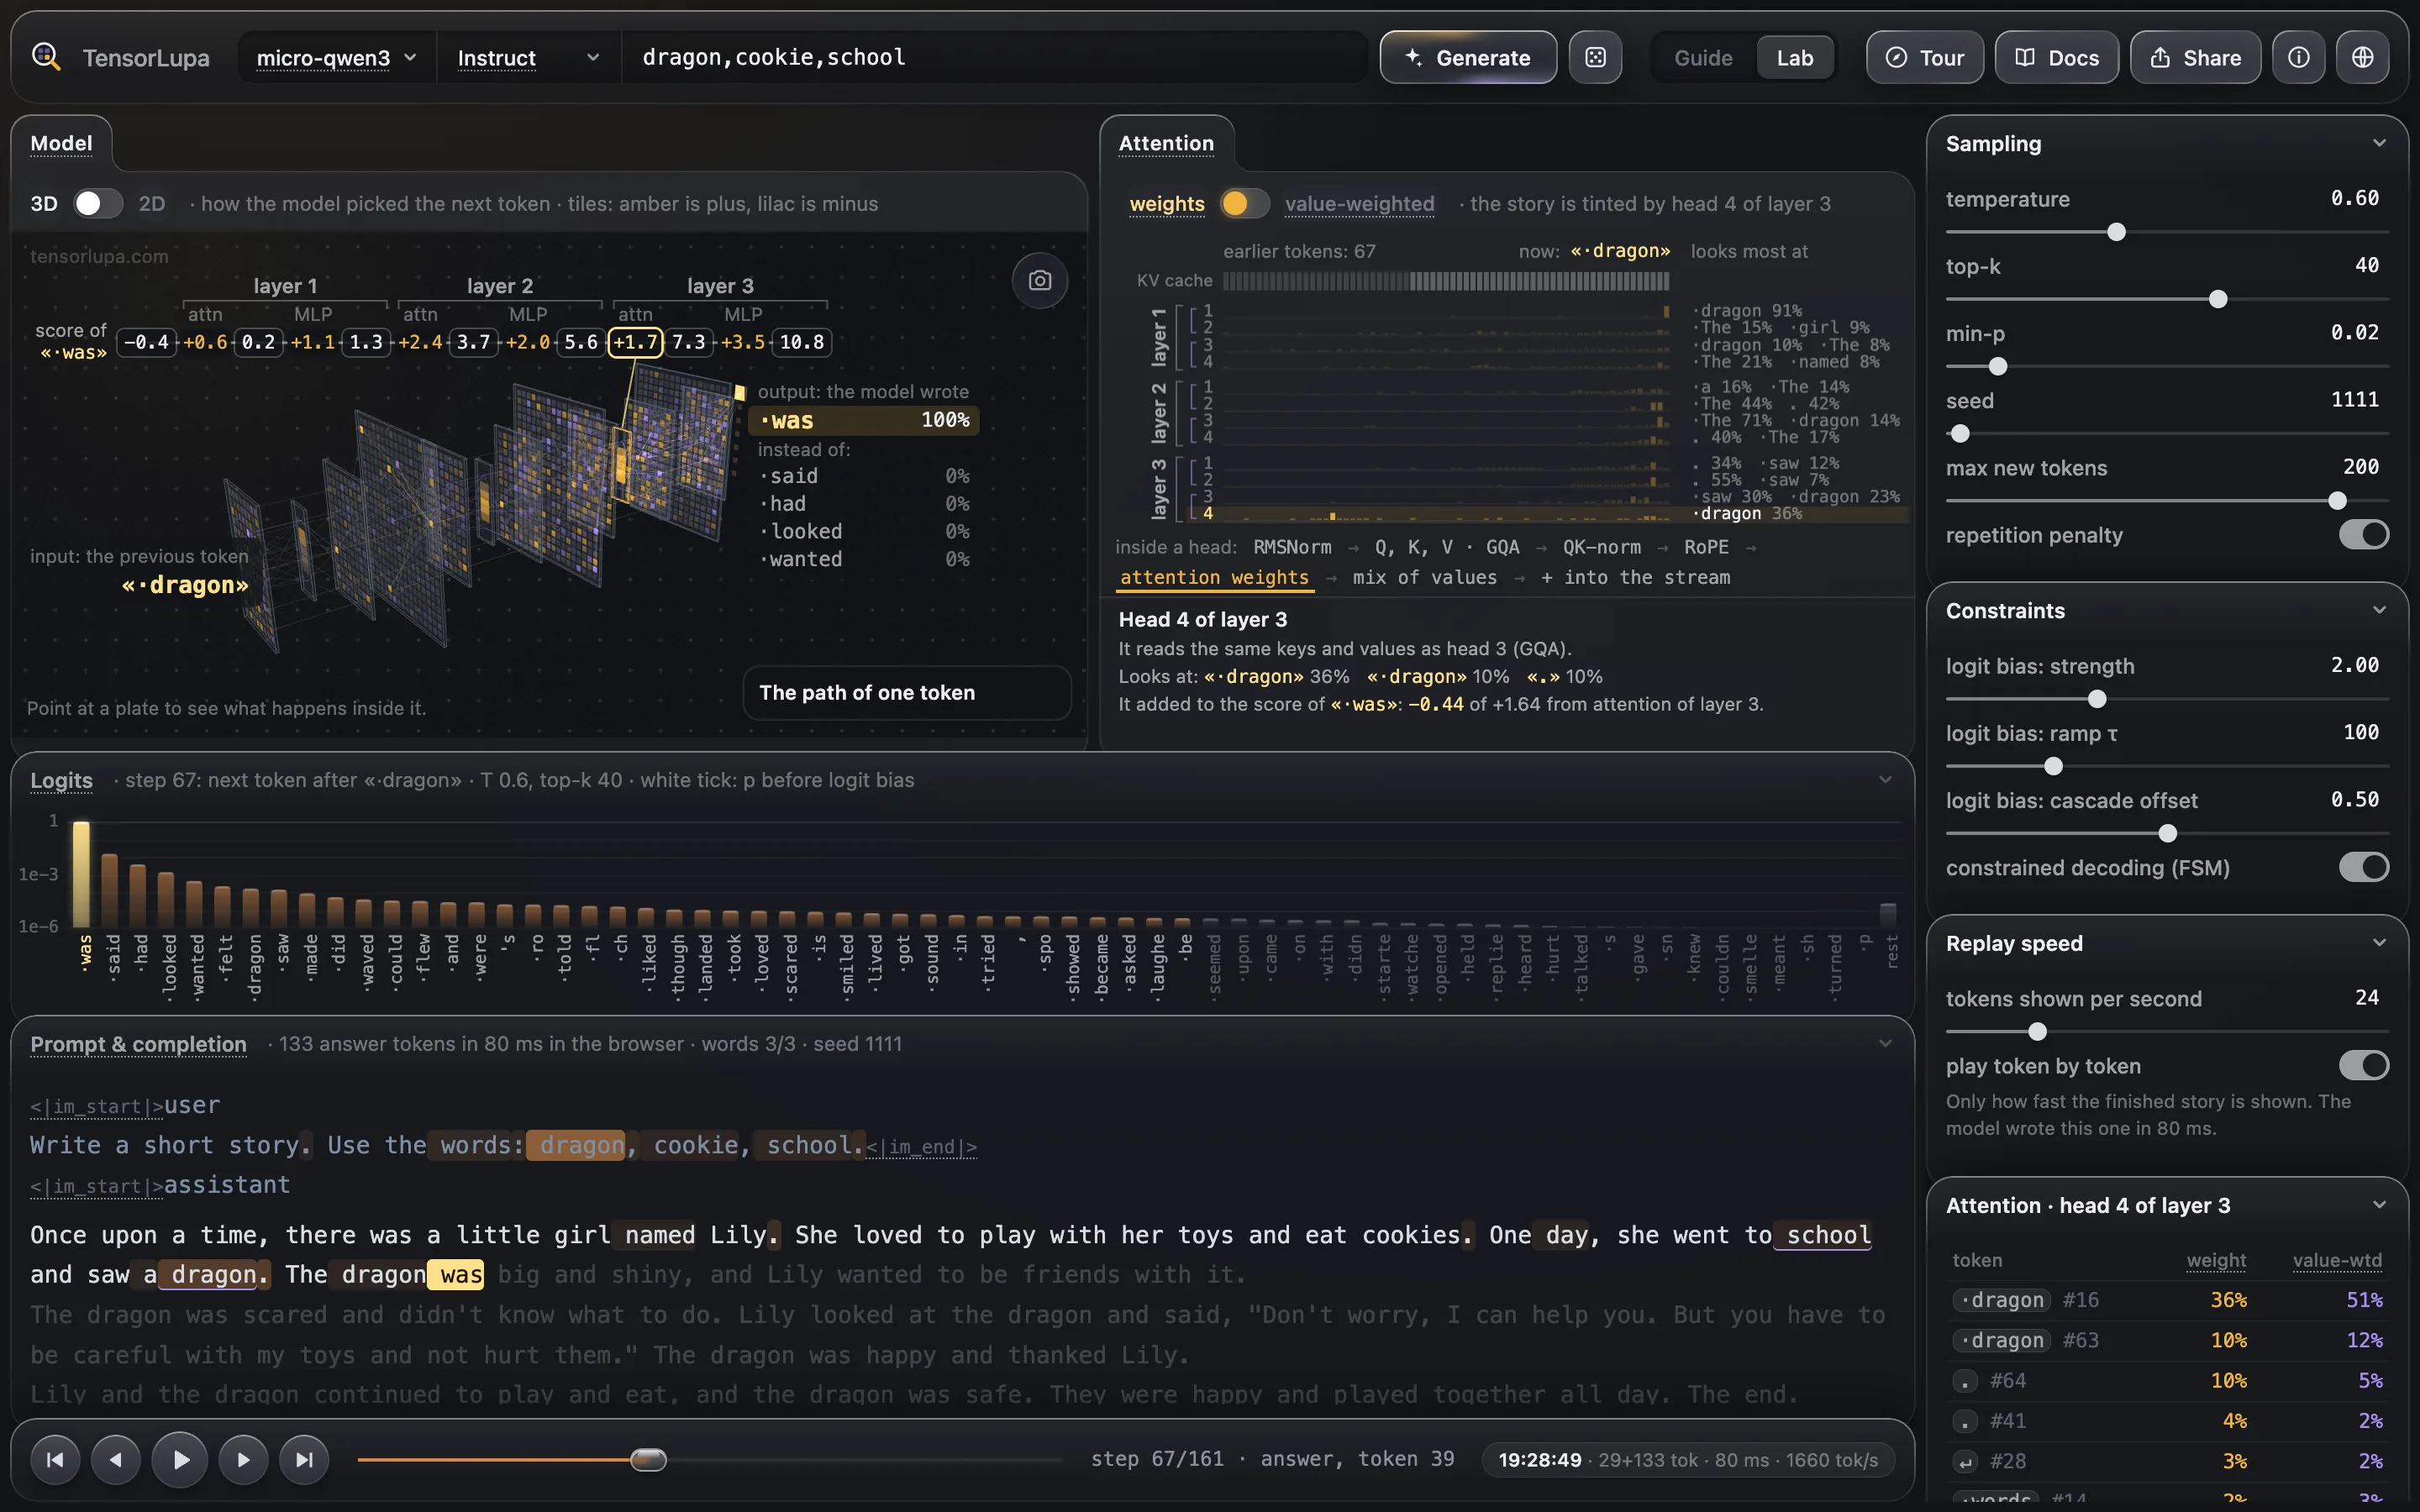 TensorLupa micro-qwen3 Instruct dragon,cookie,school Generate Guide Lab Tour Docs Share
Model
3D 2D · how the model picked the next token · tiles: amber is plus, lilac is minus
tensorlupa.com
layer 1 layer 2 layer 3
attn MLP attn MLP attn MLP
score of «·was» −0.4 +0.6 0.2 +1.1 1.3 +2.4 3.7 +2.0 5.6 +1.7 7.3 +3.5 10.8
output: the model wrote
·was 100%
instead of:
·said 0%
·had 0%
·looked 0%
·wanted 0%
input: the previous token
«·dragon»
The path of one token
Point at a plate to see what happens inside it.
Attention
weights value-weighted · the story is tinted by head 4 of layer 3
earlier tokens: 67 now: «·dragon» looks most at
KV cache
layer 1
1 ·dragon 91%
2 ·The 15% ·girl 9%
3 ·dragon 10% ·The 8%
4 ·The 21% ·named 8%
layer 2
1 ·a 16% ·The 14%
2 ·The 44% . 42%
3 ·The 71% ·dragon 14%
4 . 40% ·The 17%
layer 3
1 . 34% ·saw 12%
2 . 55% ·saw 7%
3 ·saw 30% ·dragon 23%
4 ·dragon 36%
inside a head: RMSNorm → Q, K, V · GQA → QK−norm → RoPE →
attention weights → mix of values → + into the stream
Head 4 of layer 3
It reads the same keys and values as head 3 (GQA).
Looks at: «·dragon» 36% «·dragon» 10% «.» 10%
It added to the score of «·was»: −0.44 of +1.64 from attention of layer 3.
Logits · step 67: next token after «·dragon» · T 0.6, top-k 40 · white tick: p before logit bias
1
1e−3
1e−6
·was ·said ·had ·looked ·wanted ·felt ·dragon ·saw ·made ·did ·waved ·could ·flew ·and ·were 's ·ro ·told ·fl ·ch ·liked ·though ·landed ·took ·loved ·scared ·is ·smiled ·lived ·got ·sound ·in ·tried , ·spo ·showed ·became ·asked ·laughe ·be ·seemed ·upon ·came ·on ·with ·didn ·starte ·watche ·opened ·held ·replie ·heard ·hurt ·talked ·s ·gave ·sn ·knew ·couldn ·smelle ·meant ·sh ·turned ·p rest
Prompt & completion · 133 answer tokens in 80 ms in the browser · words 3/3 · seed 1111
<|im_start|>user
Write a short story. Use the words: dragon, cookie, school.<|im_end|>
<|im_start|>assistant
Once upon a time, there was a little girl named Lily. She loved to play with her toys and eat cookies. One day, she went to school
and saw a dragon. The dragon was big and shiny, and Lily wanted to be friends with it.
The dragon was scared and didn't know what to do. Lily looked at the dragon and said, "Don't worry, I can help you. But you have to
be careful with my toys and not hurt them." The dragon was happy and thanked Lily.
Lily and the dragon continued to play and eat, and the dragon was safe. They were happy and played together all day. The end.
step 67/161 · answer, token 39 19:28:49 · 29+133 tok · 80 ms · 1660 tok/s
Sampling
temperature 0.60
top-k 40
min-p 0.02
seed 1111
max new tokens 200
repetition penalty
Constraints
logit bias: strength 2.00
logit bias: ramp τ 100
logit bias: cascade offset 0.50
constrained decoding (FSM)
Replay speed
tokens shown per second 24
play token by token
Only how fast the finished story is shown. The
model wrote this one in 80 ms.
Attention · head 4 of layer 3
token weight value-wtd
·dragon #16 36% 51%
·dragon #63 10% 12%
. #64 10% 5%
. #41 4% 2%
↵ #28 3% 2%
·words #14 2% 3%